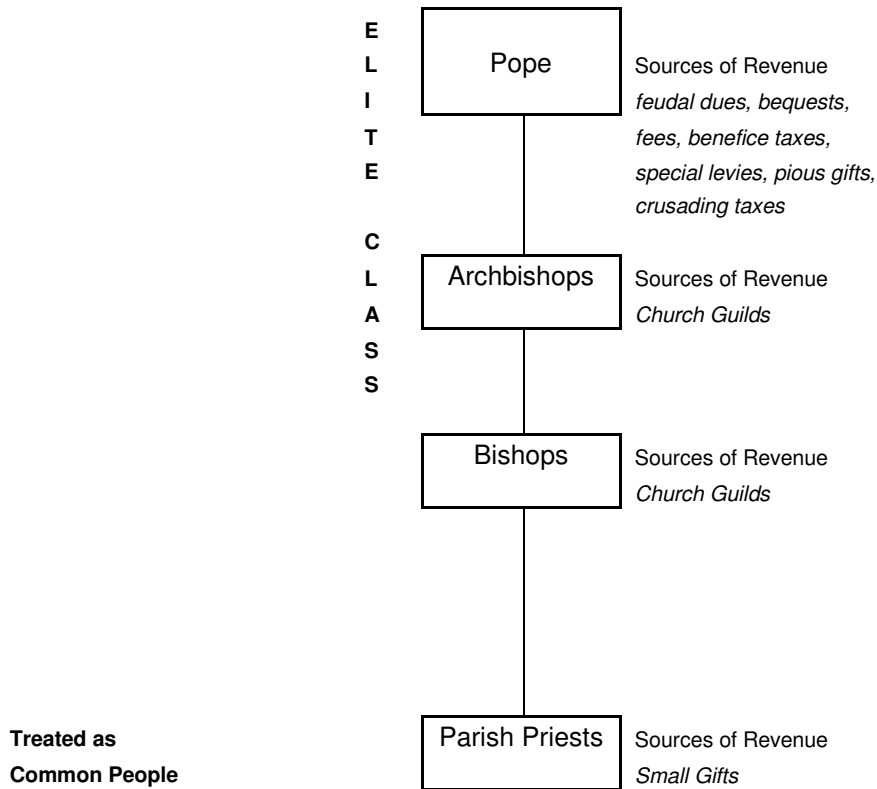 E
L
I
T
E
C
L
A
S
S
Pope
Sources of Revenue
feudal dues, bequests,
fees, benefice taxes,
special levies, pious gifts,
crusading taxes
Archbishops
Sources of Revenue
Church Guilds
Bishops
Sources of Revenue
Church Guilds
Treated as
Common People
Parish Priests
Sources of Revenue
Small Gifts